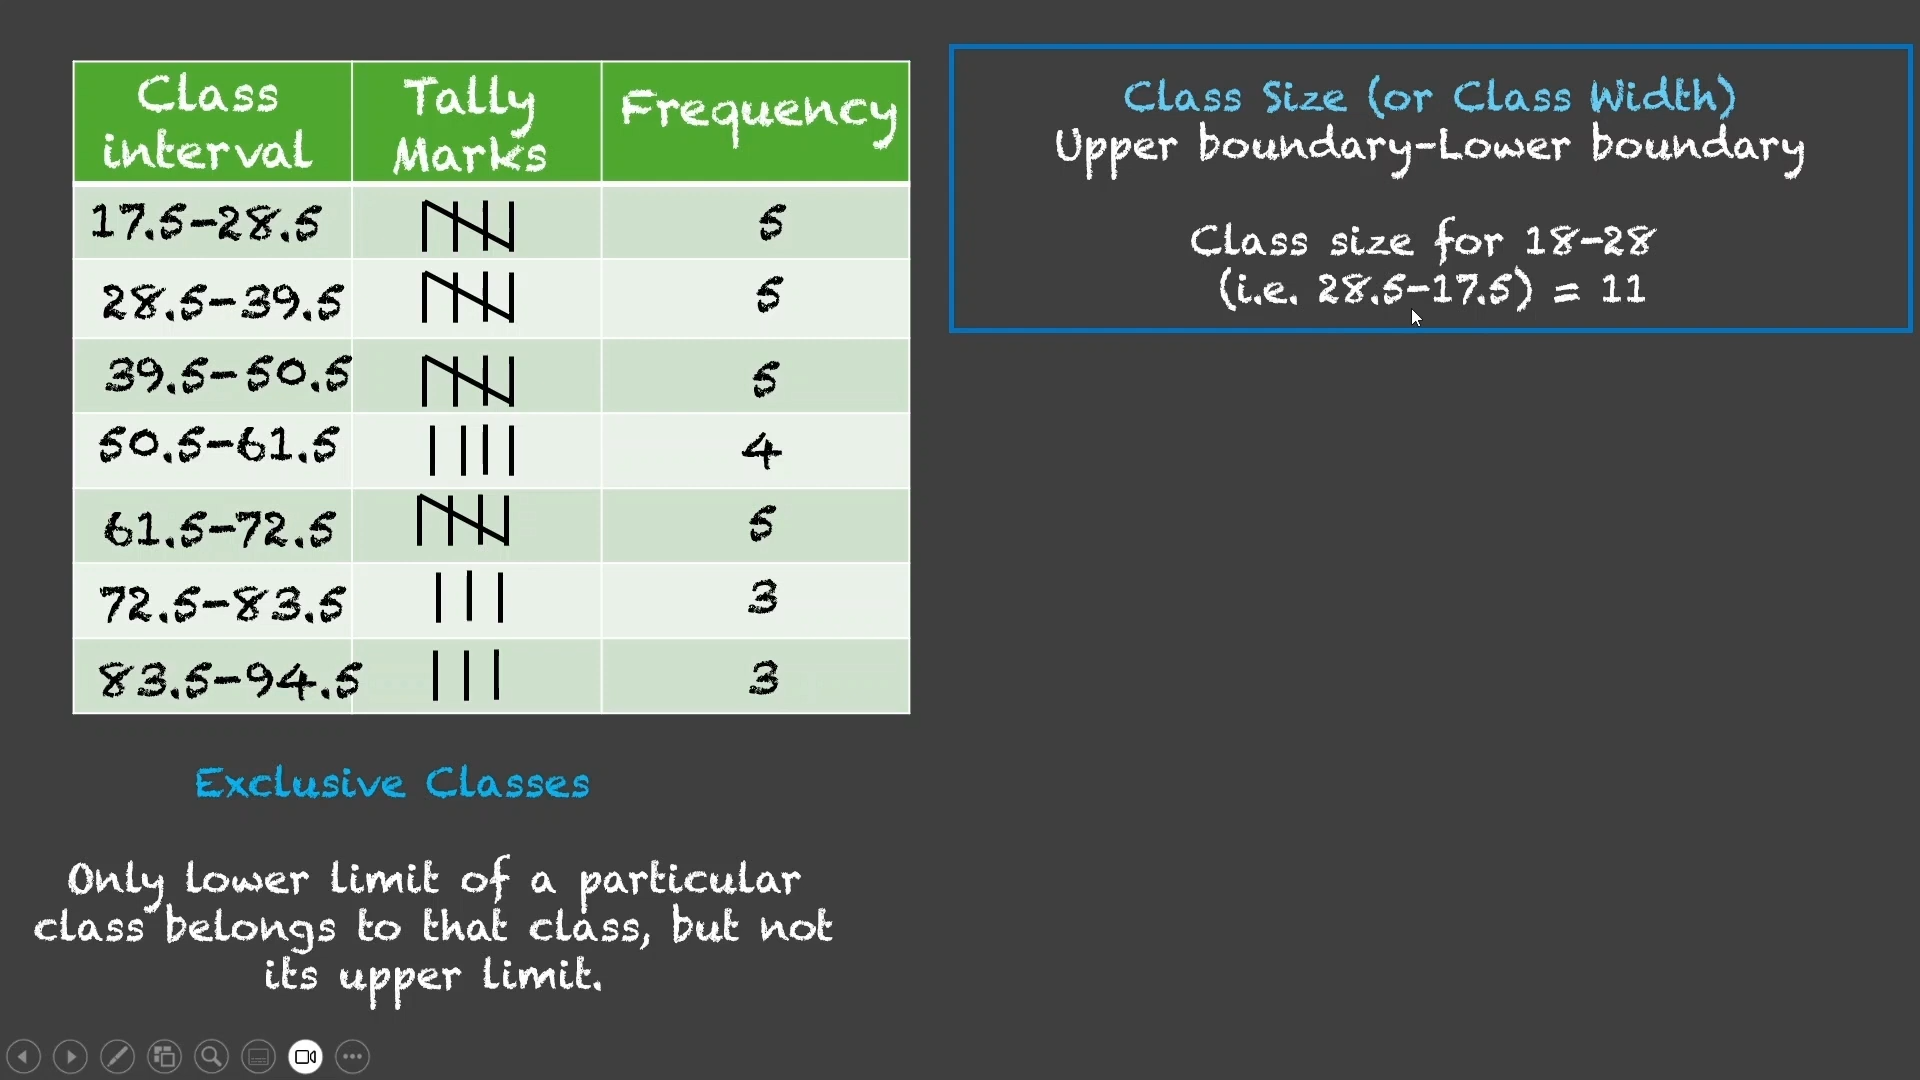 Class interval Tally Marks Frequency
17.5-28.5 5
28.5-39.5 5
39.5-50.5 5
50.5-61.5 4
61.5-72.5 5
72.5-83.5 3
83.5-94.5 3
Exclusive Classes
Only lower limit of a particular
class belongs to that class, but not
its upper limit.
Class Size (or Class Width)
Upper boundary-Lower boundary
Class size for 18-28
(i.e. 28.5-17.5) = 11